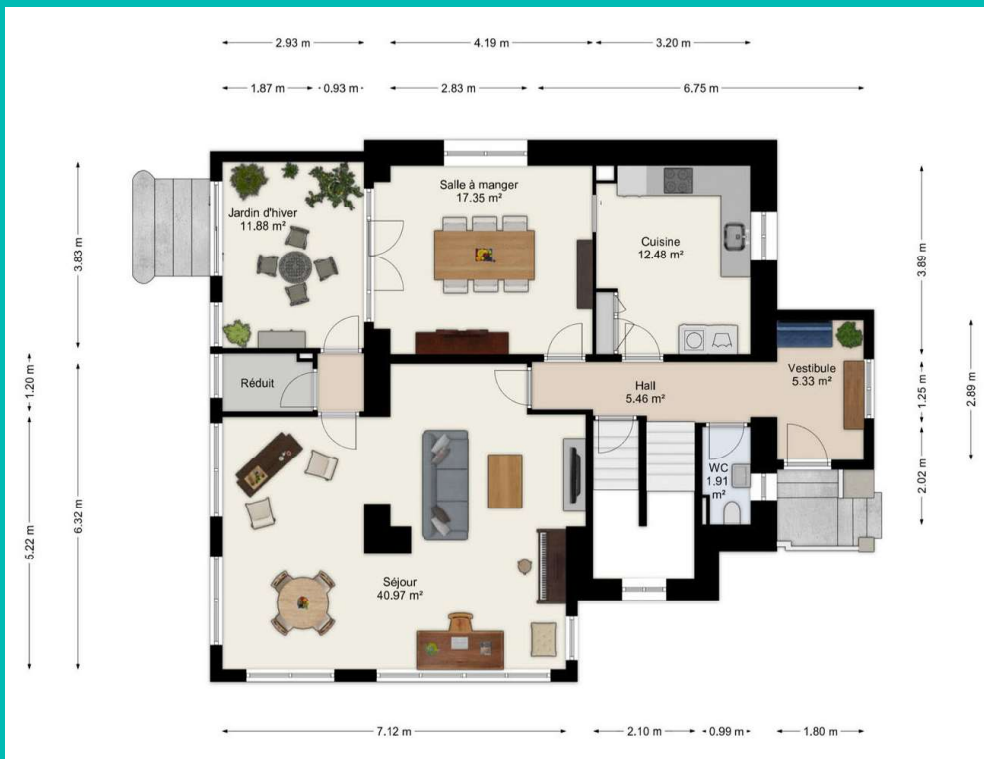 2.93 m
4.19 m
3.20 m
1.87 m
0.93 m
2.83 m
6.75 m
Salle à manger
17.35 m²
Jardin d'hiver
11.88 m²
Cuisine
12.48 m²
3.83 m
3.89 m
Réduit
Hall
5.46 m²
Vestibule
5.33 m²
1.20 m
1.25 m
2.89 m
WC
1.91
m²
2.02 m
6.32 m
5.22 m
Séjour
40.97 m²
7.12 m
2.10 m
0.99 m
1.80 m